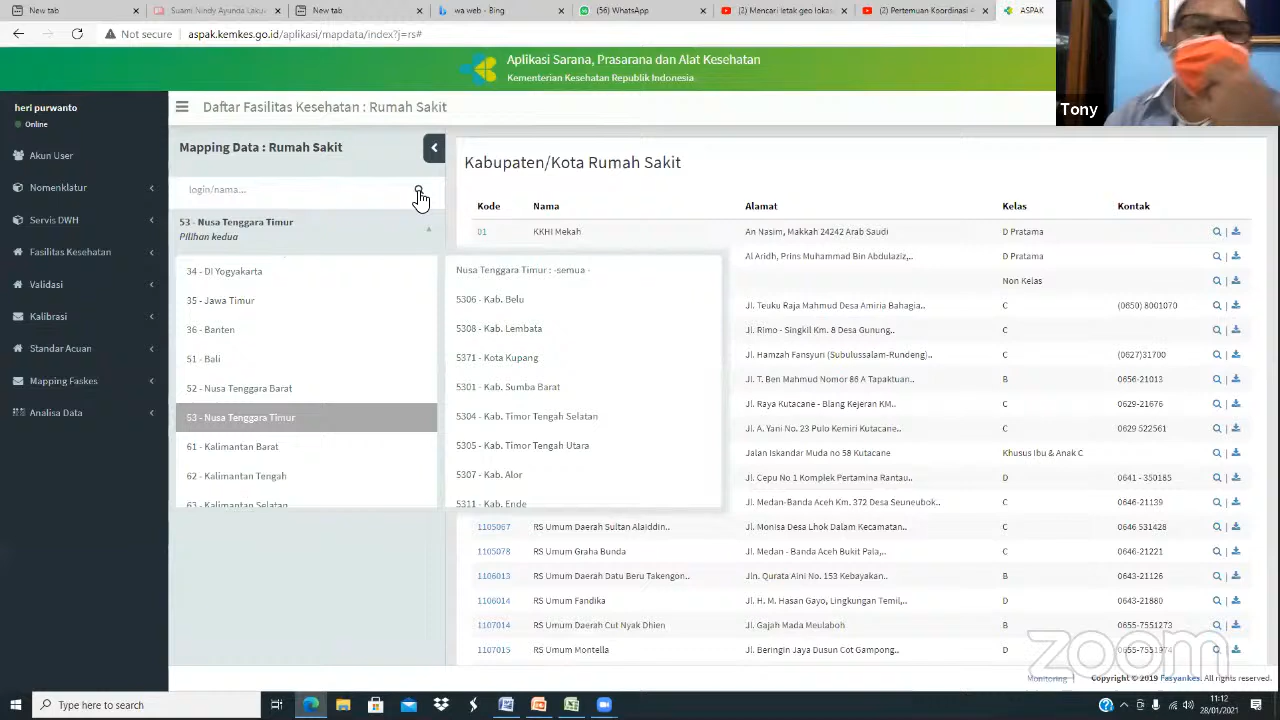 New tab
Suami Nindy Ayunda Laku
New tab
wa web - Bing
(56) WhatsApp
(2) Mencari letak geo lokas
(2) Pertemuan Koordinasi
ASPAK
Not secure | aspak.kemkes.go.id/aplikasi/mapdata/index?j=rs#
Aplikasi Sarana, Prasarana dan Alat Kesehatan
Kementerian Kesehatan Republik Indonesia
Tony
heri purwanto
Online
Akun User
Nomenklatur
Servis DWH
Fasilitas Kesehatan
Validasi
Kalibrasi
Standar Acuan
Mapping Faskes
Analisa Data
Daftar Fasilitas Kesehatan : Rumah Sakit
Mapping Data : Rumah Sakit
login/nama...
53 - Nusa Tenggara Timur
Pilihan kedua
34 - DI Yogyakarta
35 - Jawa Timur
36 - Banten
51 - Bali
52 - Nusa Tenggara Barat
53 - Nusa Tenggara Timur
61 - Kalimantan Barat
62 - Kalimantan Tengah
63 - Kalimantan Selatan
Nusa Tenggara Timur : -semua -
5306 - Kab. Belu
5308 - Kab. Lembata
5371 - Kota Kupang
5301 - Kab. Sumba Barat
5304 - Kab. Timor Tengah Selatan
5305 - Kab. Timor Tengah Utara
5307 - Kab. Alor
5311 - Kab. Ende
Kabupaten/Kota Rumah Sakit
Kode Nama Alamat Kelas Kontak
01 KKHI Mekah An Nasim, Makkah 24242 Arab Saudi D Pratama
Al Aridh, Prins Muhammad Bin Abdulaziz,.. D Pratama
Non Kelas
Jl. Teuku Raja Mahmud Desa Amiria Bahagia.. C (0650) 8001070
Jl. Rimo - Singkil Km. 8 Desa Gunung.. C
Jl. Hamzah Fansyuri (Subulussalam-Rundeng).. C (0627)31700
Jl. T. Ben Mahmud Nomor 86 A Tapaktuan.. B 0656-21013
Jl. Raya Kutacane - Blang Kejeran KM.. C 0629-21676
Jl. A. Yani No. 23 Pulo Kemiri Kutacane.. C 0629 522561
Jalan Iskandar Muda no 58 Kutacane Khusus Ibu & Anak C
Jl. Cepu No 1 Komplek Pertamina Rantau.. D 0641 - 350185
Jl. Medan-Banda Aceh Km. 372 Desa Seuneubok.. C 0646-21139
1105067 RS Umum Daerah Sultan Alaiddin.. Jl. Monisa Desa Lhok Dalam Kecamatan.. C 0646 531428
1105078 RS Umum Graha Bunda Jl. Medan - Banda Aceh Bukit Pala,.. C 0646-21221
1106013 RS Umum Daerah Datu Beru Takengon.. Jln. Qurata Aini No. 153 Kebayakan.. B 0643-21126
1106014 RS Umum Fandika Jl. H. M. Hasan Gayo, Lingkungan Temil,.. D 0643-21880
1107014 RS Umum Daerah Cut Nyak Dhien Jl. Gajah Mada Meulaboh B 0655-7551273
1107015 RS Umum Montella Jl. Beringin Jaya Dusun Cot Gampong.. D
zoom
Monitoring | Copyright © 2019 Fasyankes. All rights reserved.
Type here to search
11:12
28/01/2021